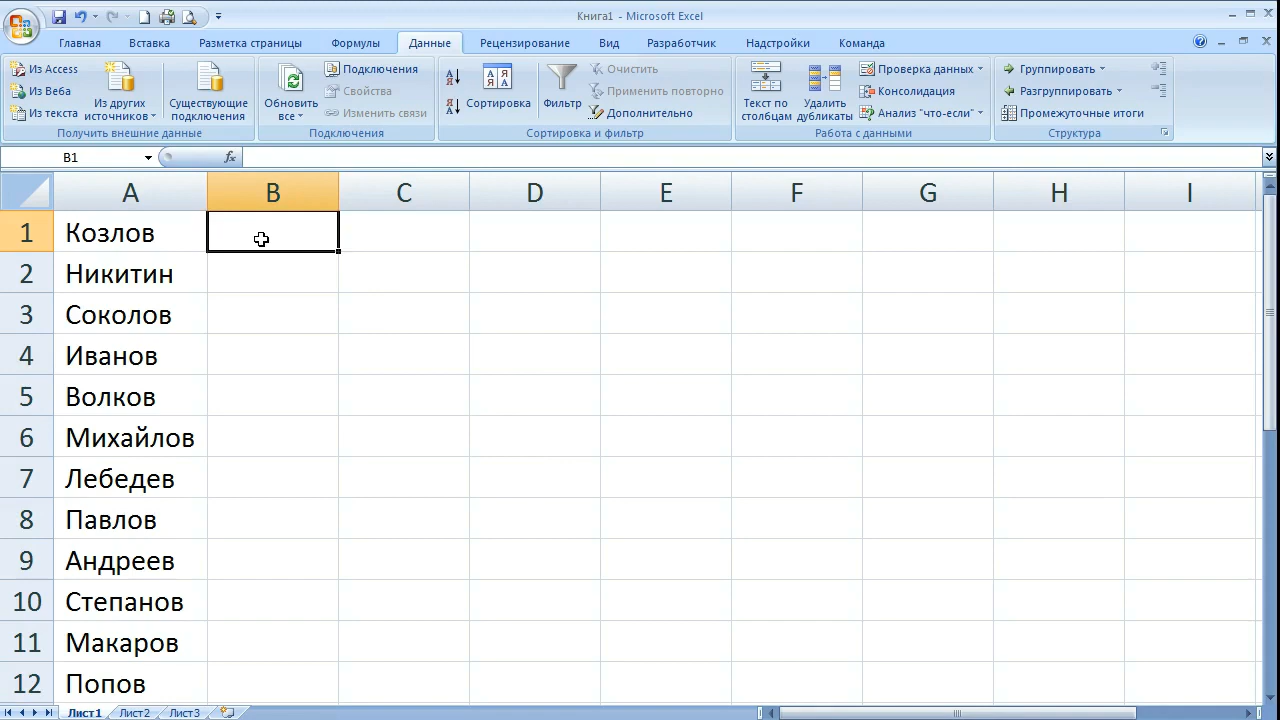 Книга1 - Microsoft Excel
Главная Вставка Разметка страницы Формулы Данные Рецензирование Вид Разработчик Надстройки Команда
Из Access
Из Веба
Из текста
Из других источников
Существующие подключения
Получить внешние данные
Обновить все
Подключения
Свойства
Изменить связи
Подключения
Сортировка
Фильтр
Очистить
Применить повторно
Дополнительно
Сортировка и фильтр
Текст по столбцам
Удалить дубликаты
Проверка данных
Консолидация
Анализ "что-если"
Работа с данными
Группировать
Разгруппировать
Промежуточные итоги
Структура
B1 fx
A B C D E F G H I
1 Козлов
2 Никитин
3 Соколов
4 Иванов
5 Волков
6 Михайлов
7 Лебедев
8 Павлов
9 Андреев
10 Степанов
11 Макаров
12 Попов
Лист1 Лист2 Лист3